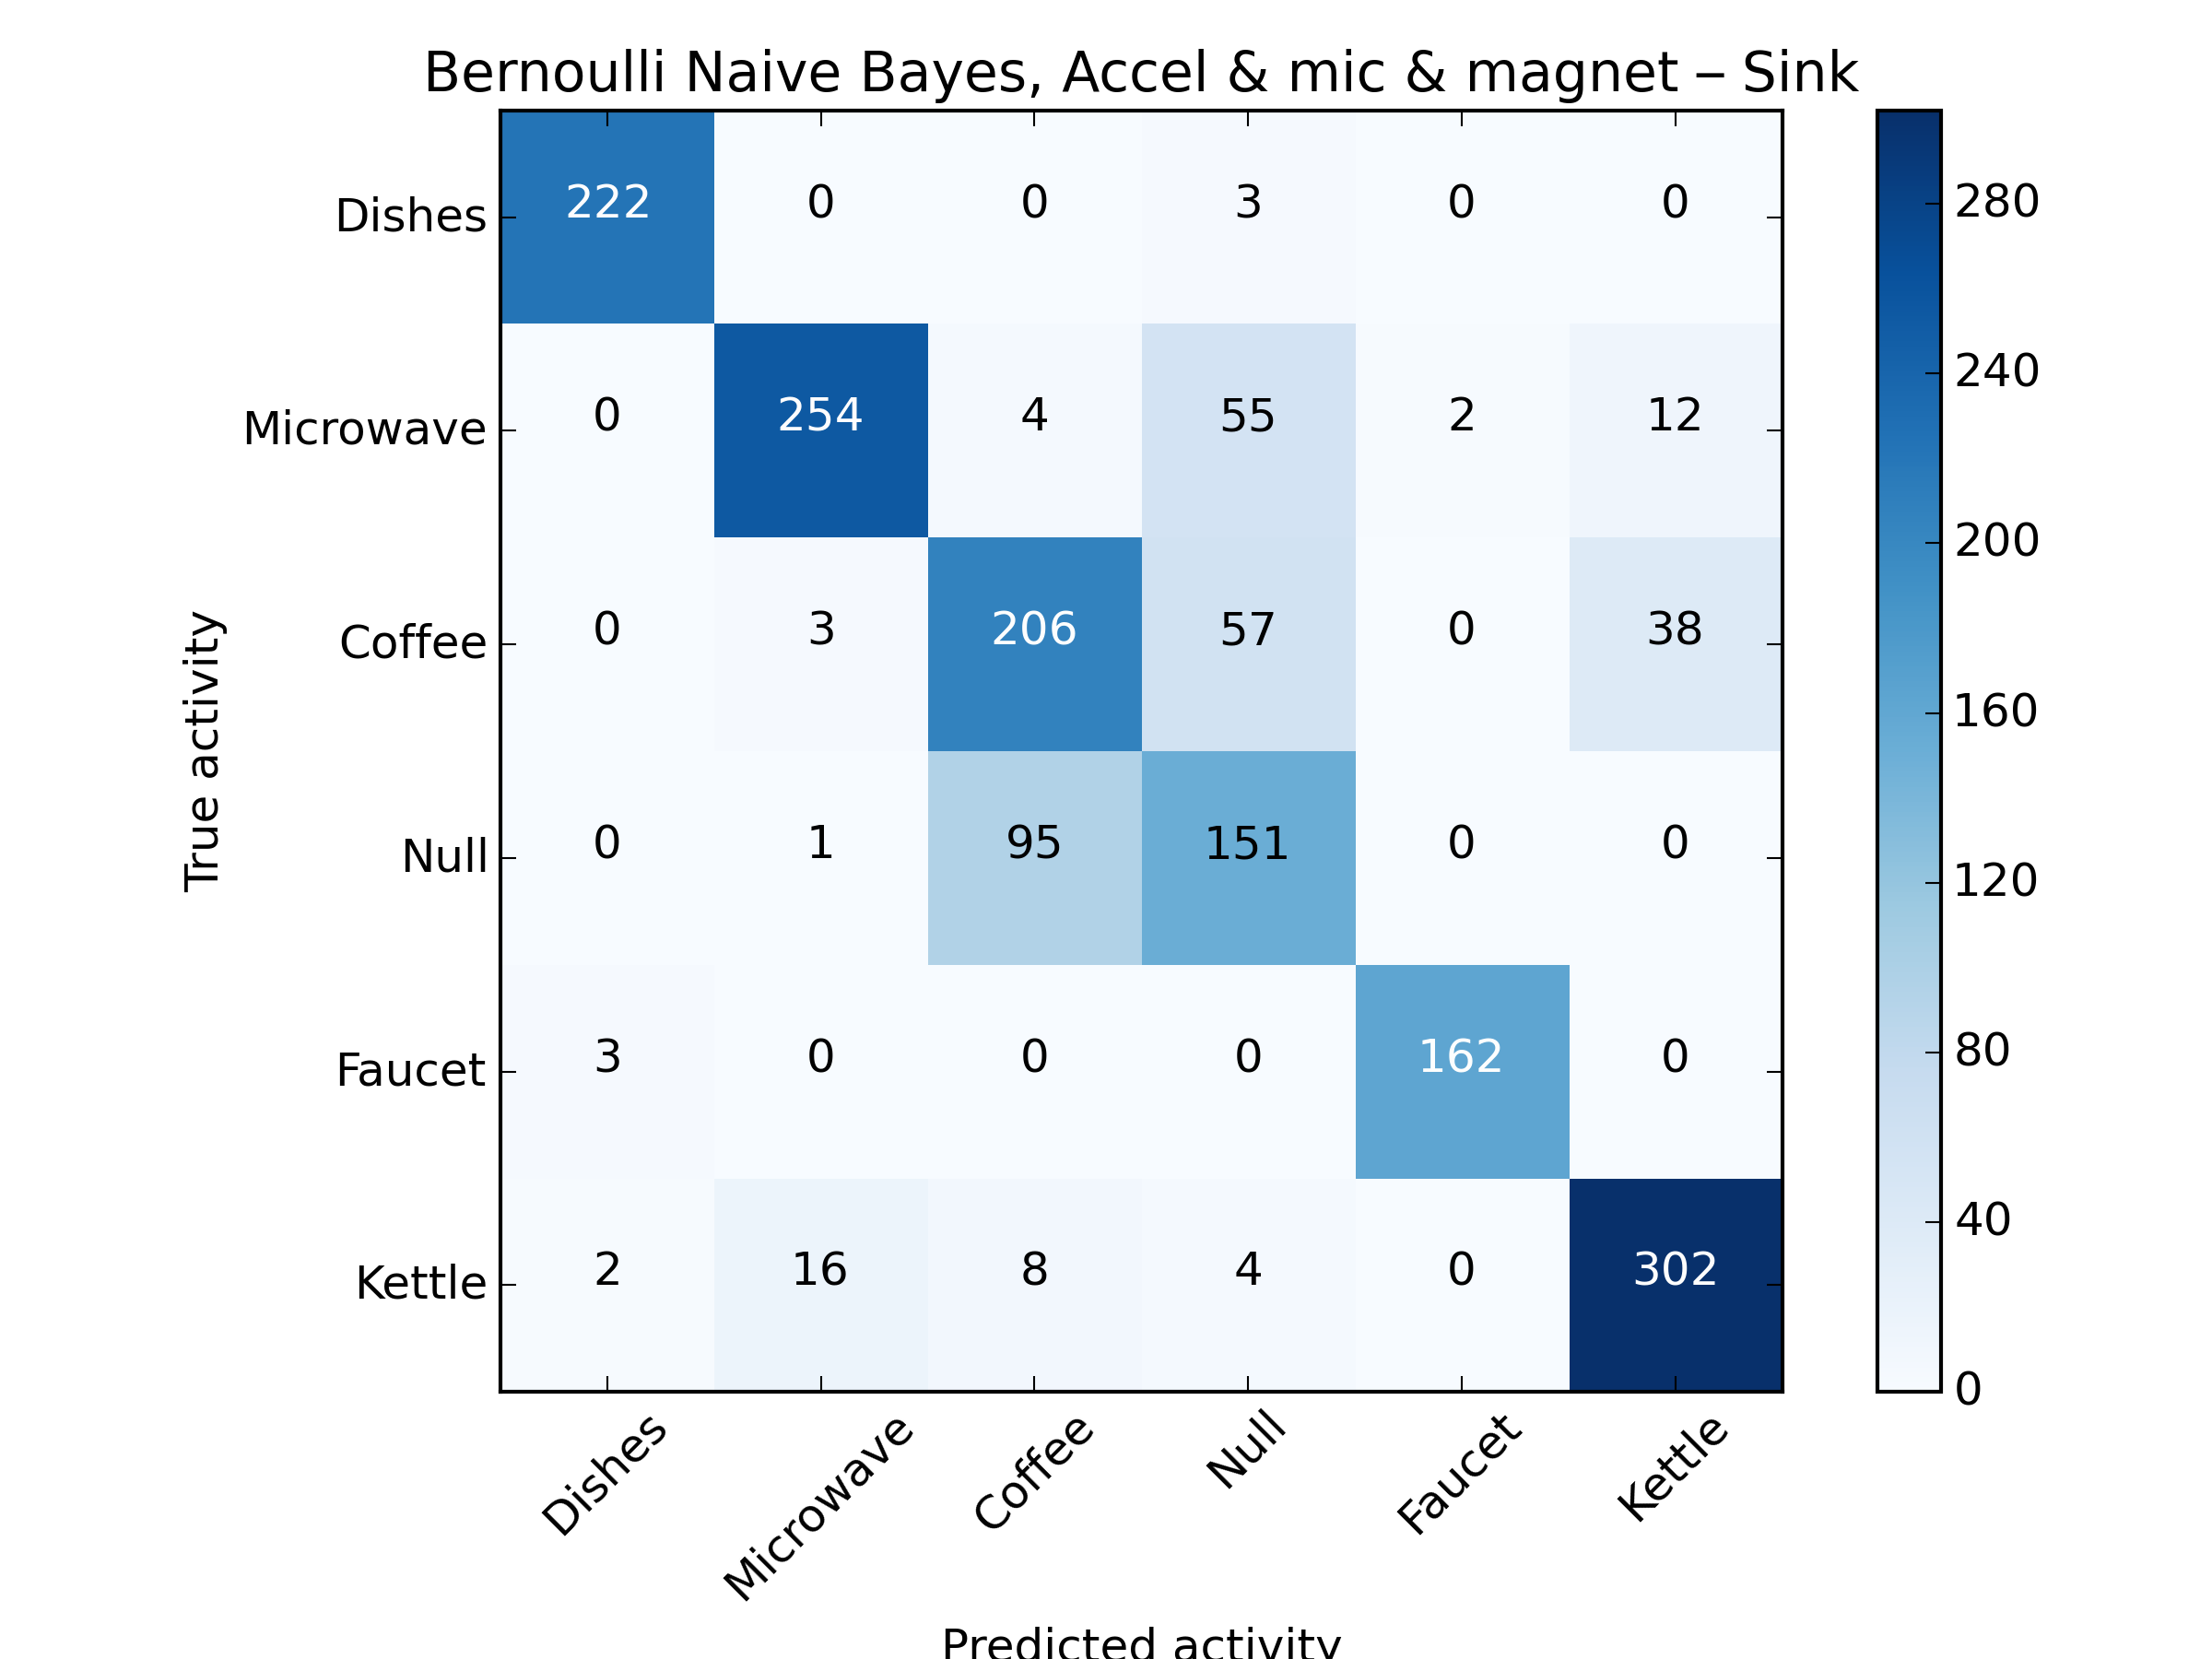 Bernoulli Naive Bayes, Accel & mic & magnet – Sink
Dishes 222 0 0 3 0 0
Microwave 0 254 4 55 2 12
Coffee 0 3 206 57 0 38
Null 0 1 95 151 0 0
Faucet 3 0 0 0 162 0
Kettle 2 16 8 4 0 302
True activity
Dishes Microwave Coffee Null Faucet Kettle
Predicted activity
280
240
200
160
120
80
40
0